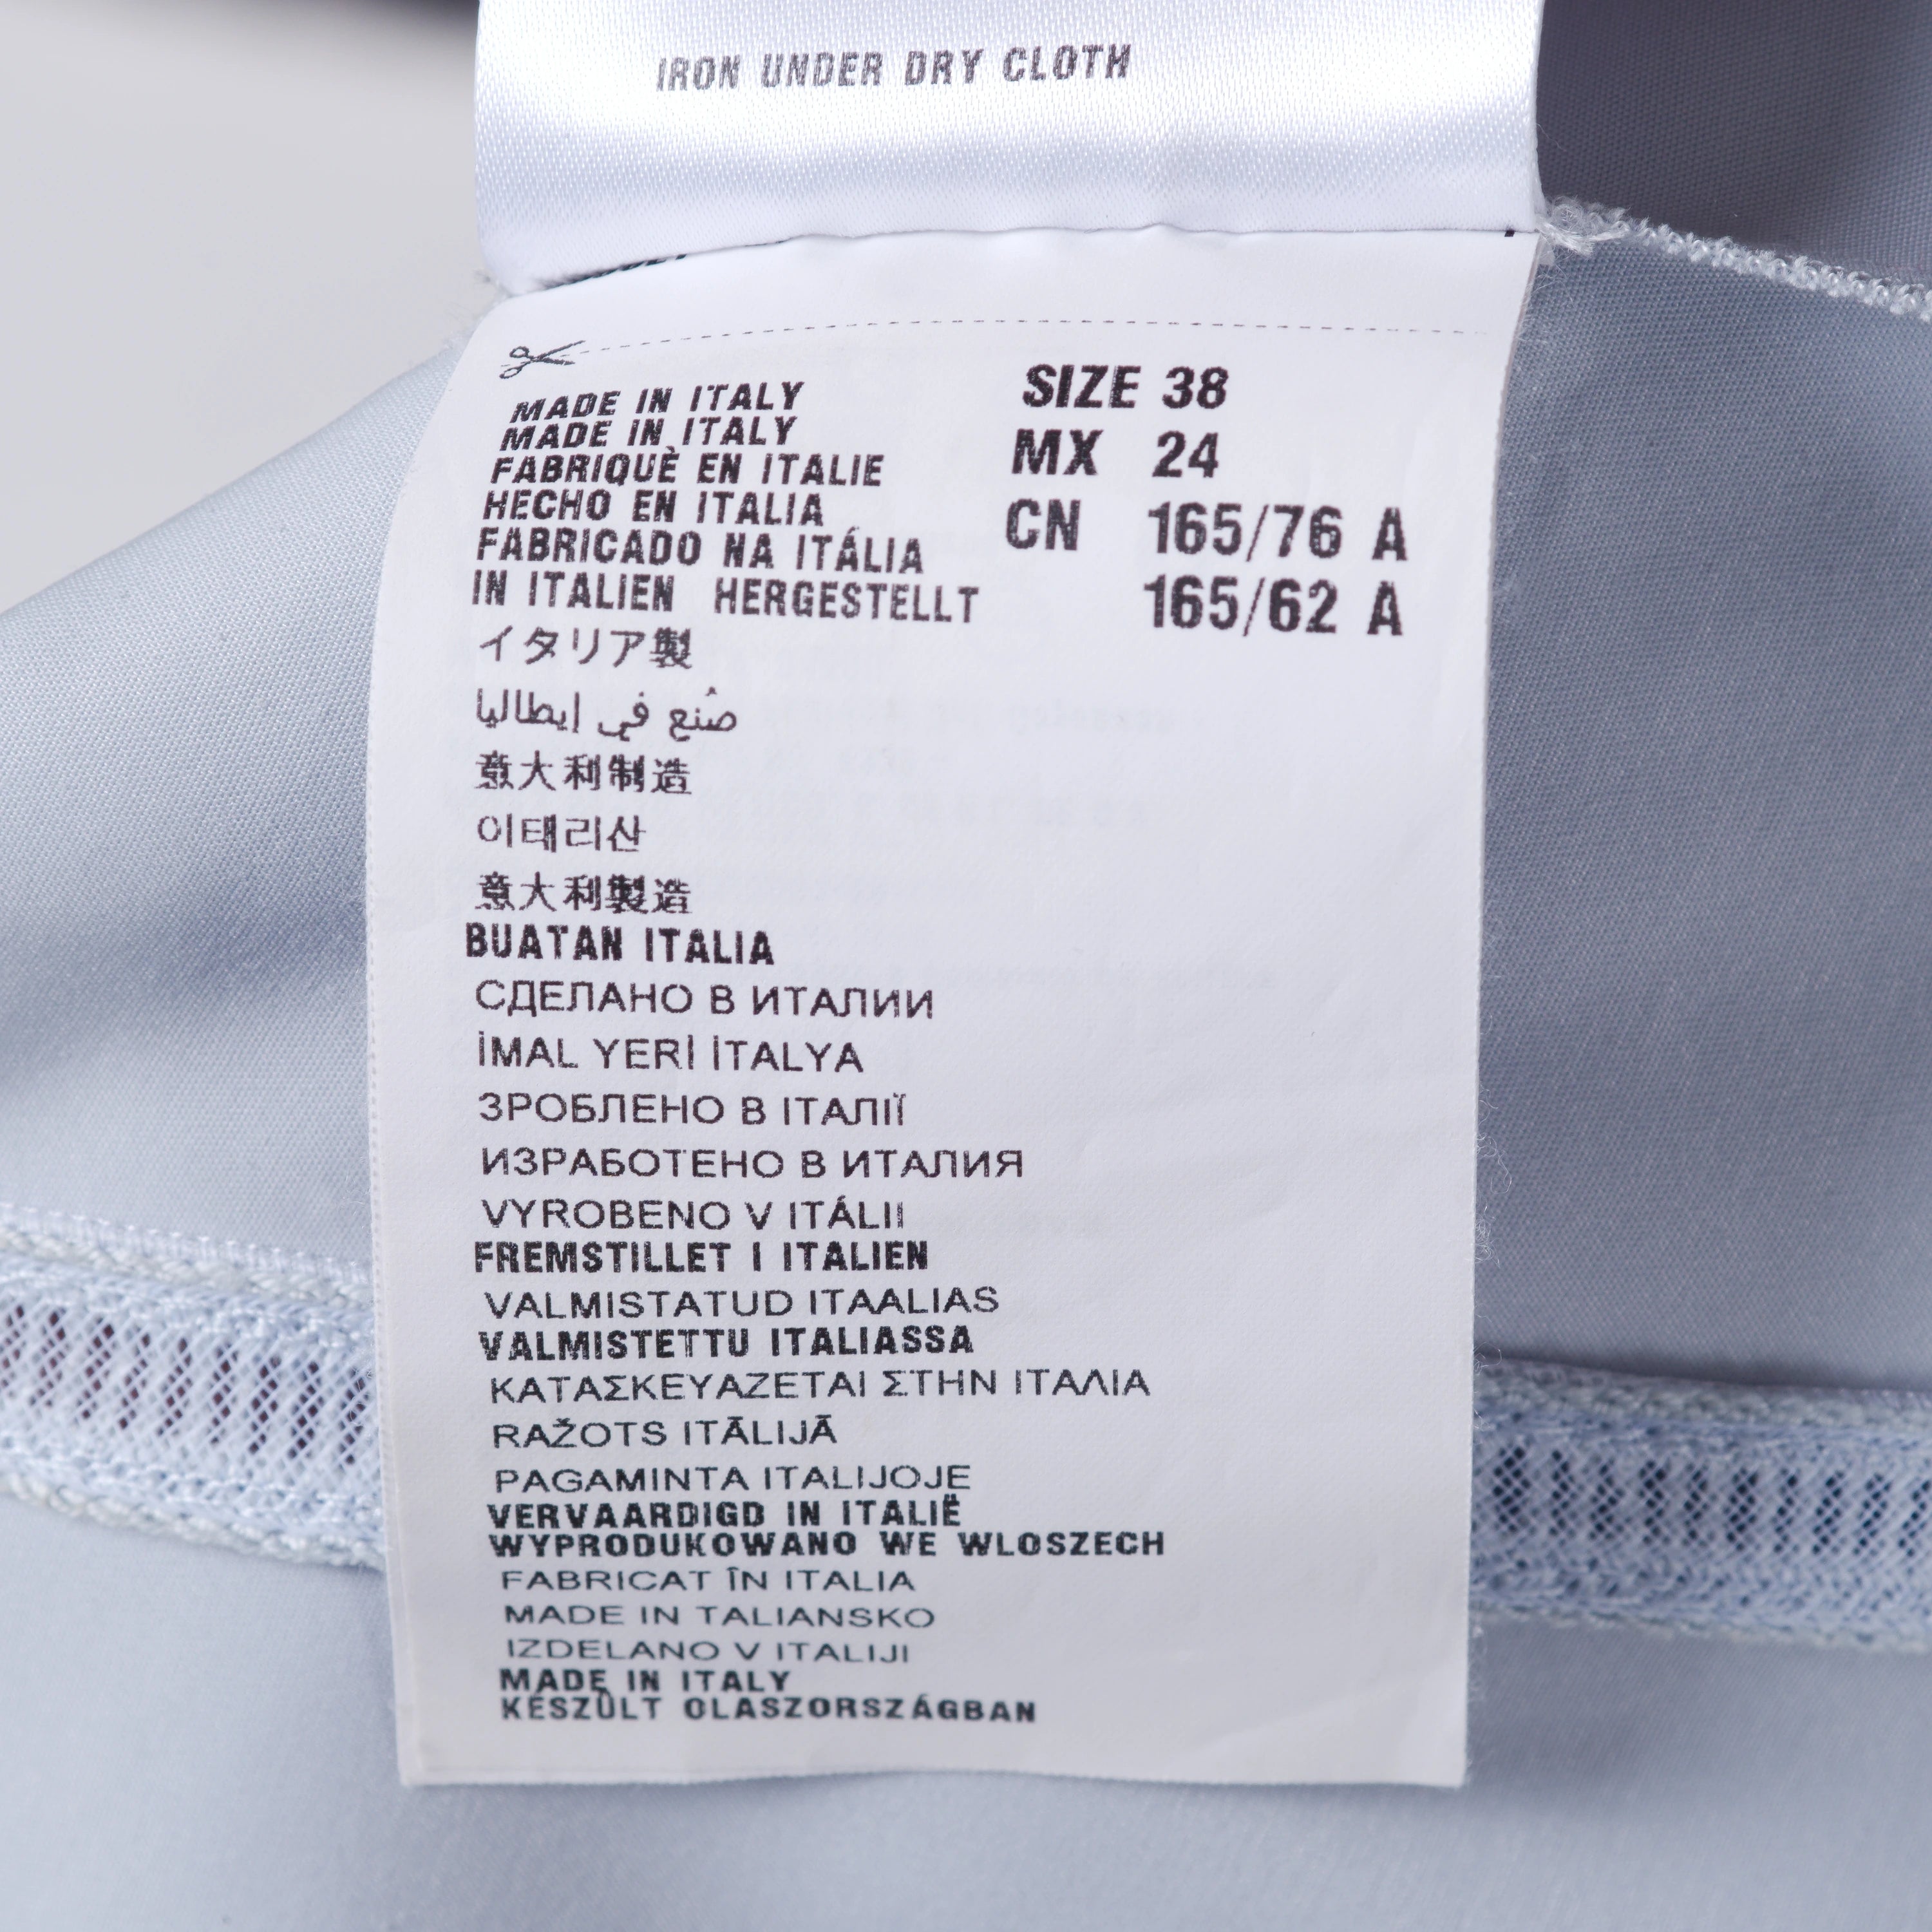 IRON UNDER DRY CLOTH
MADE IN ITALY
MADE IN ITALY
FABRIQUÈ EN ITALIE
HECHO EN ITALIA
FABRICADO NA ITÁLIA
IN ITALIEN HERGESTELLT
イタリア製
صُنع في إيطاليا
意大利制造
이태리산
意大利製造
BUATAN ITALIA
СДЕЛАНО В ИТАЛИИ
İMAL YERİ İTALYA
ЗРОБЛЕНО В ІТАЛІЇ
ИЗРАБОТЕНО В ИТАЛИЯ
VYROBENO V ITÁLII
FREMSTILLET I ITALIEN
VALMISTATUD ITAALIAS
VALMISTETTU ITALIASSA
ΚΑΤΑΣΚΕΥΑΖΕΤΑΙ ΣΤΗΝ ΙΤΑΛΙΑ
RAŽOTS ITĀLIJĀ
PAGAMINTA ITALIJOJE
VERVAARDIGD IN ITALIË
WYPRODUKOWANO WE WLOSZECH
FABRICAT ÎN ITALIA
MADE IN TALIANSKO
IZDELANO V ITALIJI
MADE IN ITALY
KÉSZÜLT OLASZORSZÁGBAN
SIZE 38
MX 24
CN 165/76 A
165/62 A